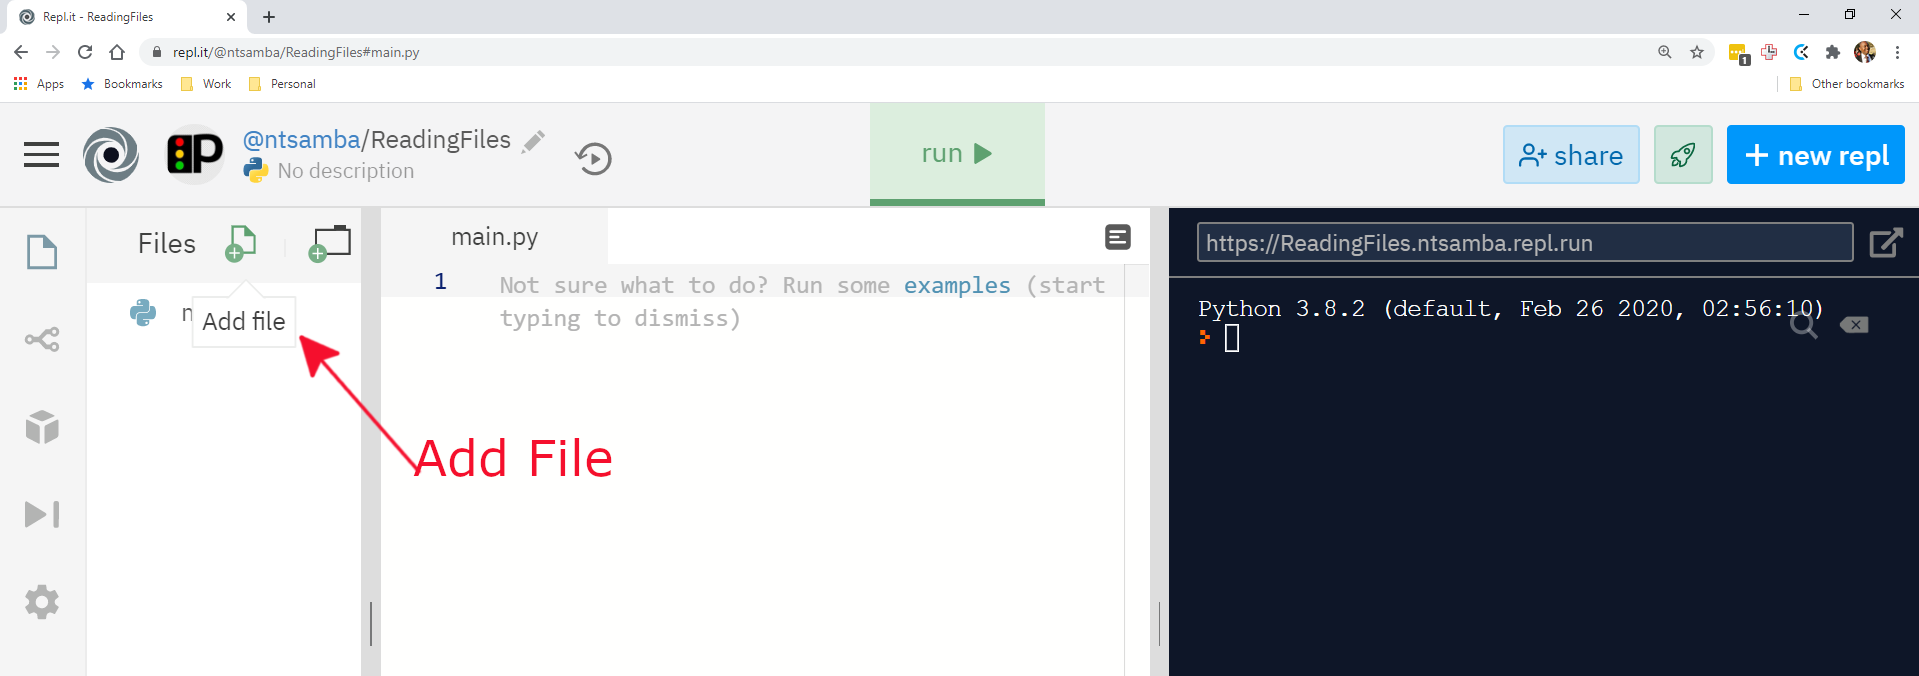 Repl.it - ReadingFiles
repl.it/@ntsamba/ReadingFiles#main.py
1
Apps Bookmarks Work Personal Other bookmarks
P
@ntsamba/ReadingFiles
No description
run
share
+ new repl
Files
main.py
https://ReadingFiles.ntsamba.repl.run
1 Not sure what to do? Run some examples (start
typing to dismiss)
Add file
Python 3.8.2 (default, Feb 26 2020, 02:56:10)
Add File